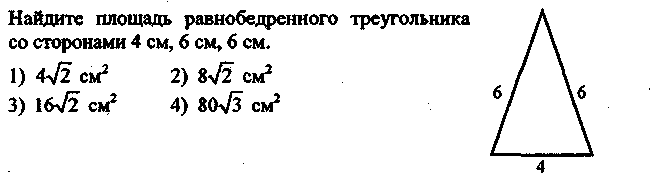 Найдите площадь равнобедренного треугольника
со сторонами 4 см, 6 см, 6 см.
1) 4√2 см² 2) 8√2 см²
3) 16√2 см² 4) 80√3 см²
6 6
4